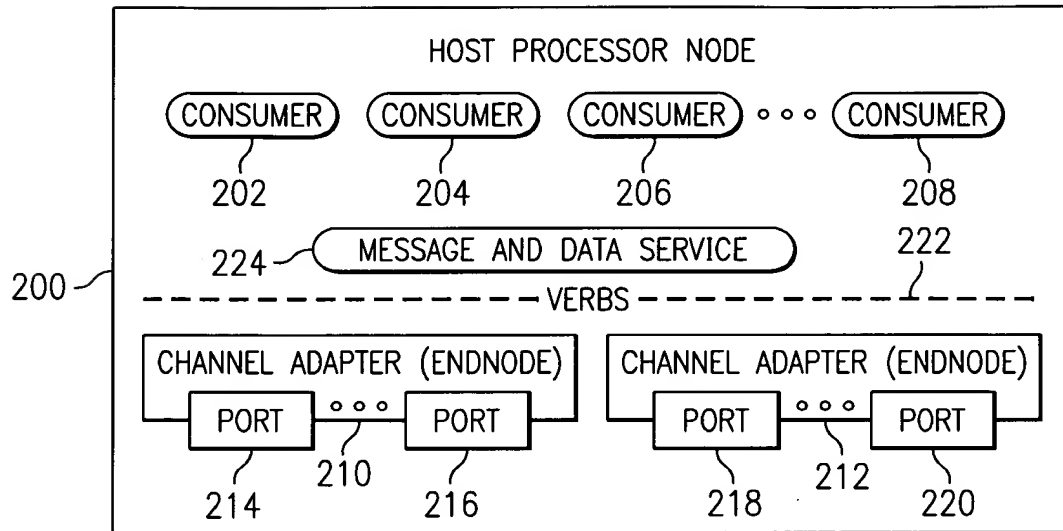 HOST PROCESSOR NODE
CONSUMER CONSUMER CONSUMER CONSUMER
202 204 206 208
MESSAGE AND DATA SERVICE
224 222
200
VERBS
CHANNEL ADAPTER (ENDNODE) CHANNEL ADAPTER (ENDNODE)
PORT PORT PORT PORT
214 210 216 218 212 220